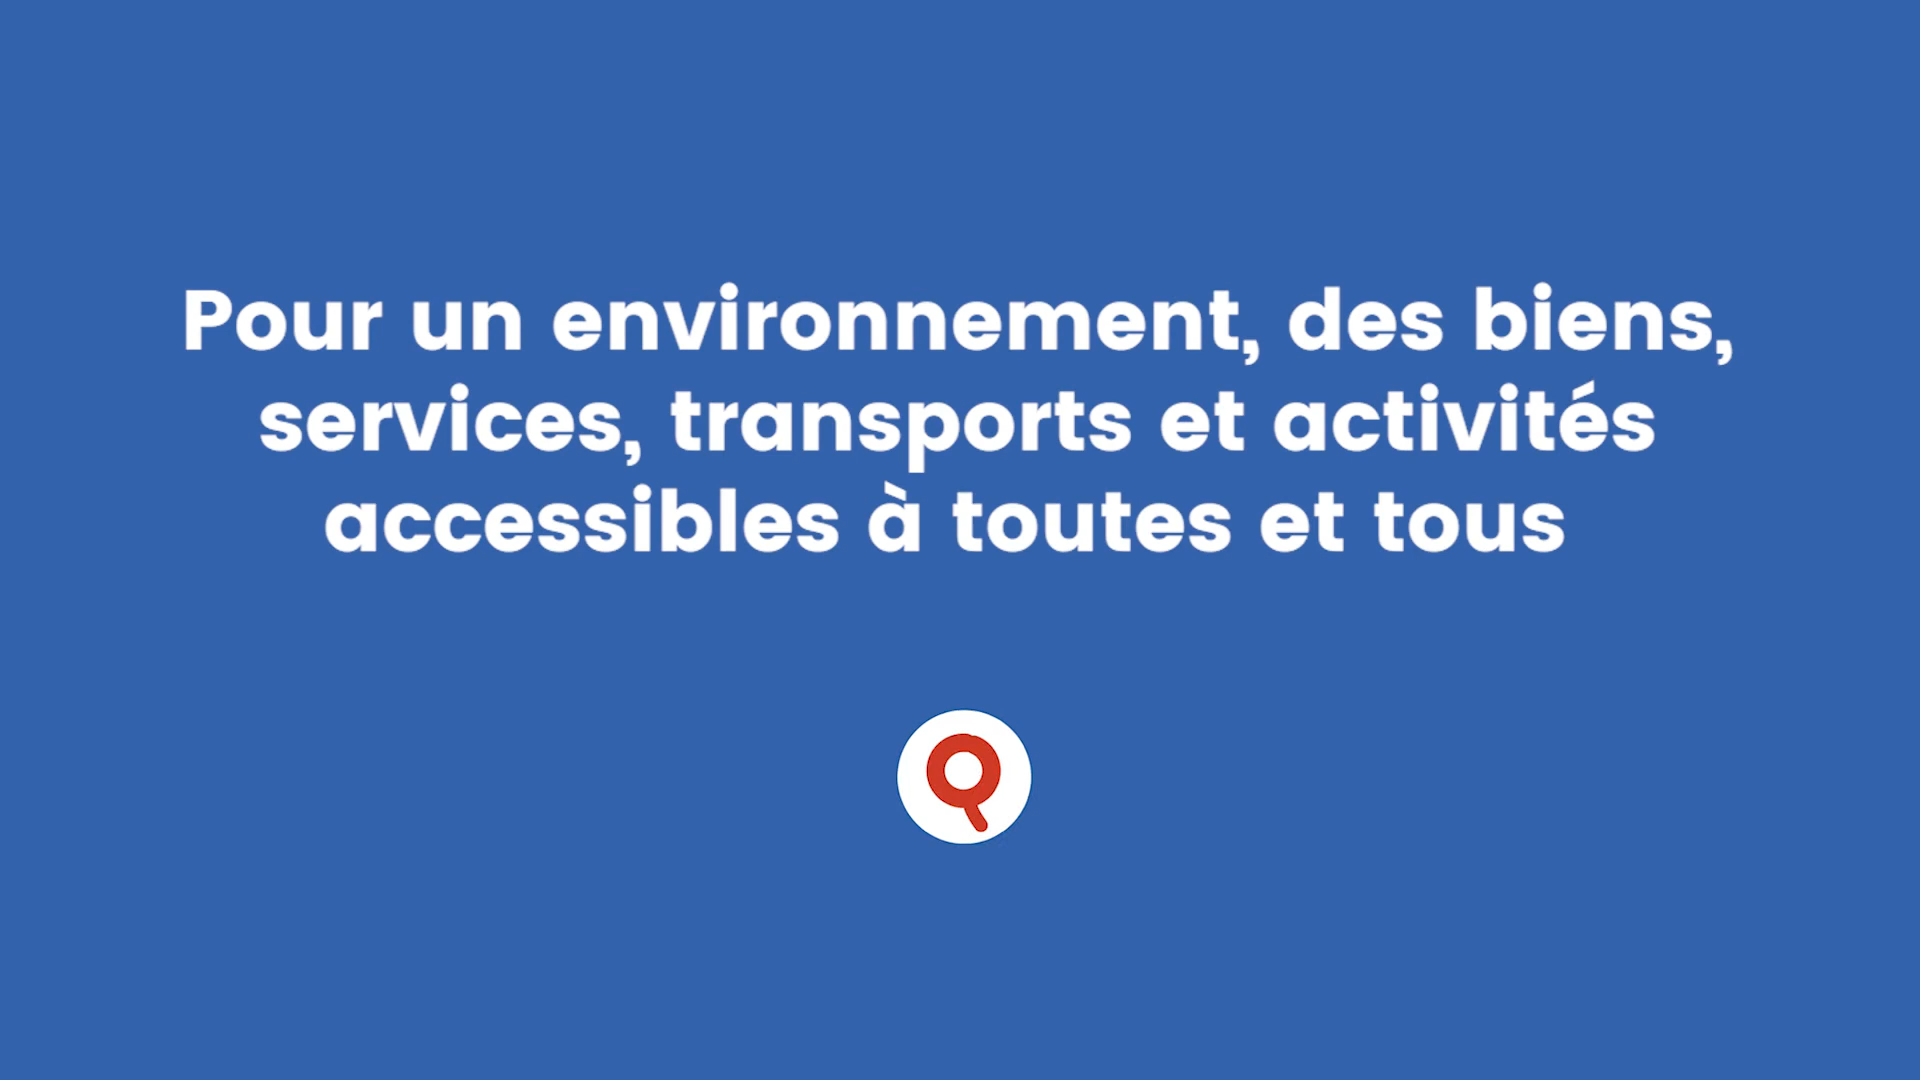 Pour un environnement, des biens,
services, transports et activités
accessibles à toutes et tous